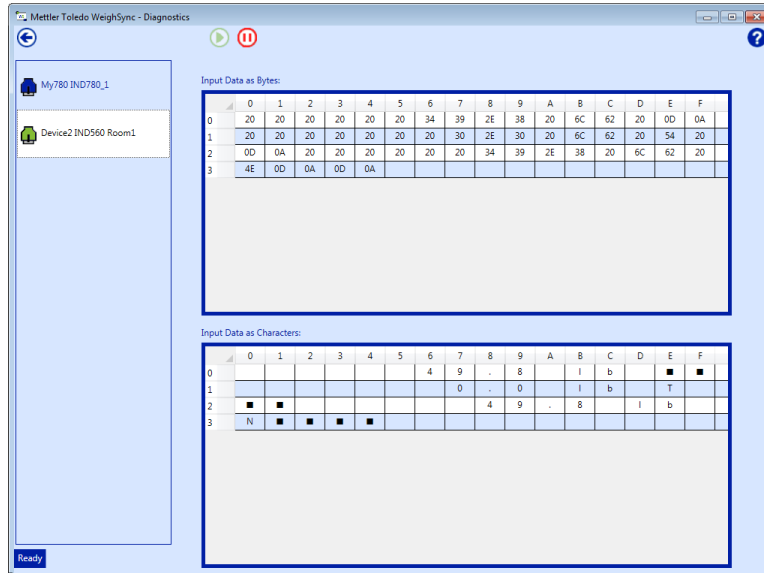 Mettler Toledo WeighSync - Diagnostics
?
My780 IND780_1
Device2 IND560 Room1
Ready
Input Data as Bytes:
0 1 2 3 4 5 6 7 8 9 A B C D E F
0 20 20 20 20 20 20 34 39 2E 38 20 6C 62 20 0D 0A
1 20 20 20 20 20 20 20 30 2E 30 20 6C 62 20 54 20
2 0D 0A 20 20 20 20 20 20 34 39 2E 38 20 6C 62 20
3 4E 0D 0A 0D 0A
Input Data as Characters:
0 1 2 3 4 5 6 7 8 9 A B C D E F
0 4 9 . 8 l b ■ ■
1 0 . 0 l b T
2 ■ ■ 4 9 . 8 l b
3 N ■ ■ ■ ■